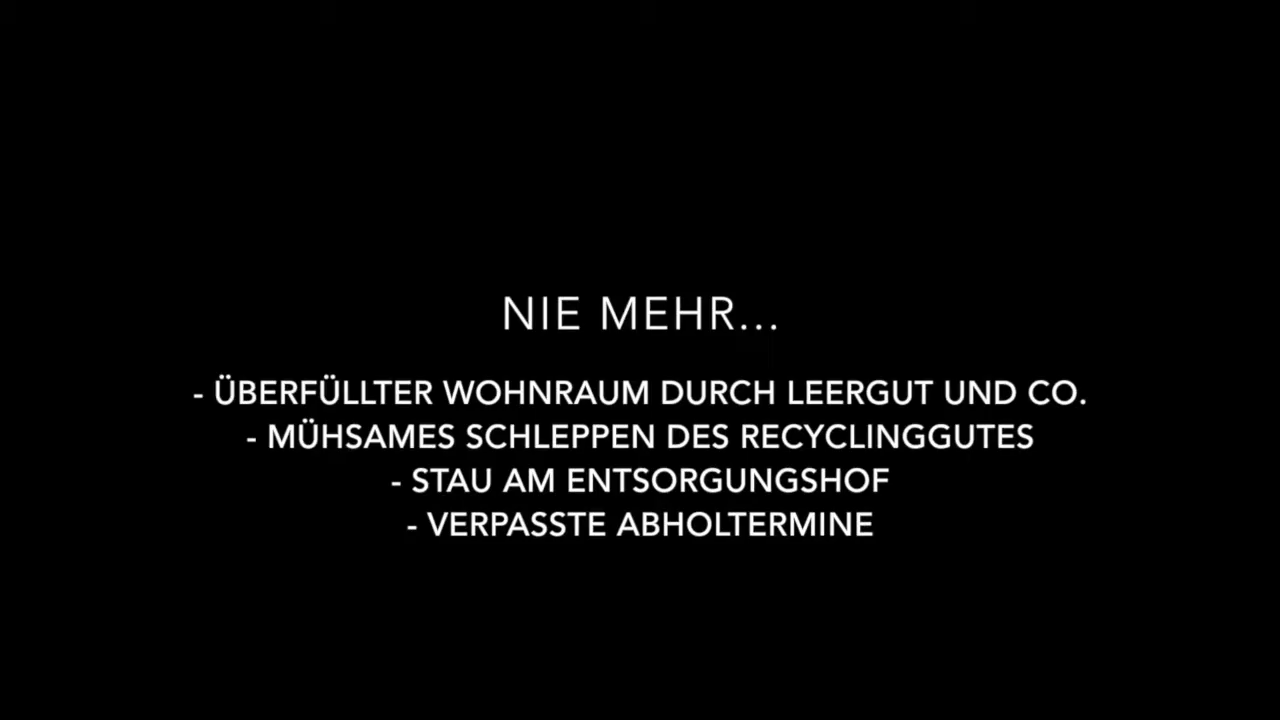 NIE MEHR...
- ÜBERFÜLLTER WOHNRAUM DURCH LEERGUT UND CO.
- MÜHSAMES SCHLEPPEN DES RECYCLINGGUTES
- STAU AM ENTSORGUNGSHOF
- VERPASSTE ABHOLTERMINE